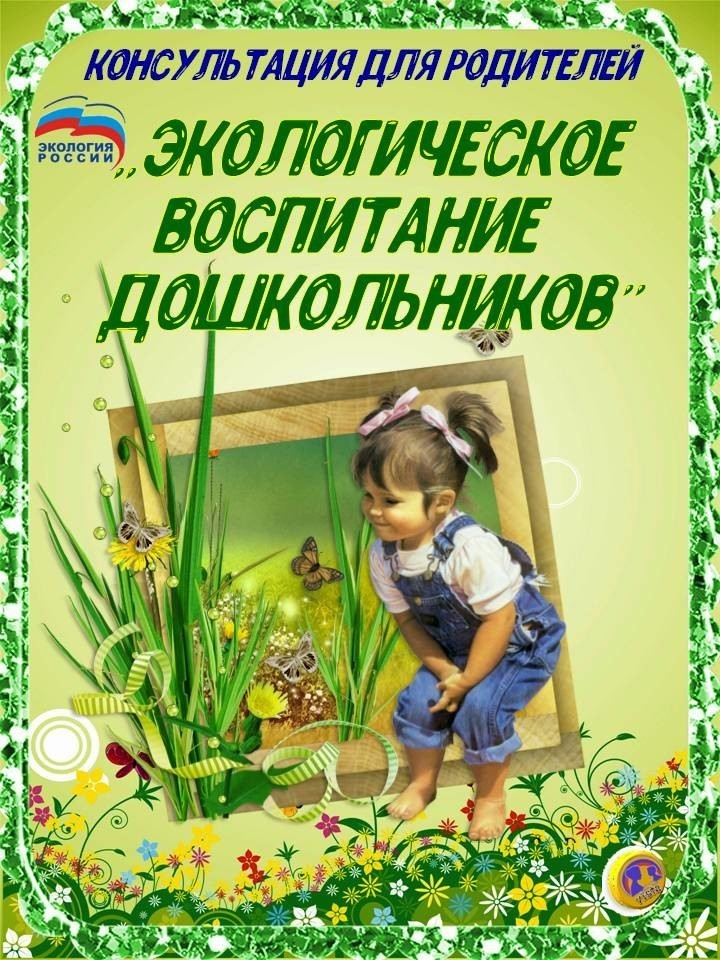 КОНСУЛЬТАЦИЯ ДЛЯ РОДИТЕЛЕЙ
ЭКОЛОГИЯ
РОССИИ
„ЭКОЛОГИЧЕСКОЕ
ВОСПИТАНИЕ
ДОШКОЛЬНИКОВ”